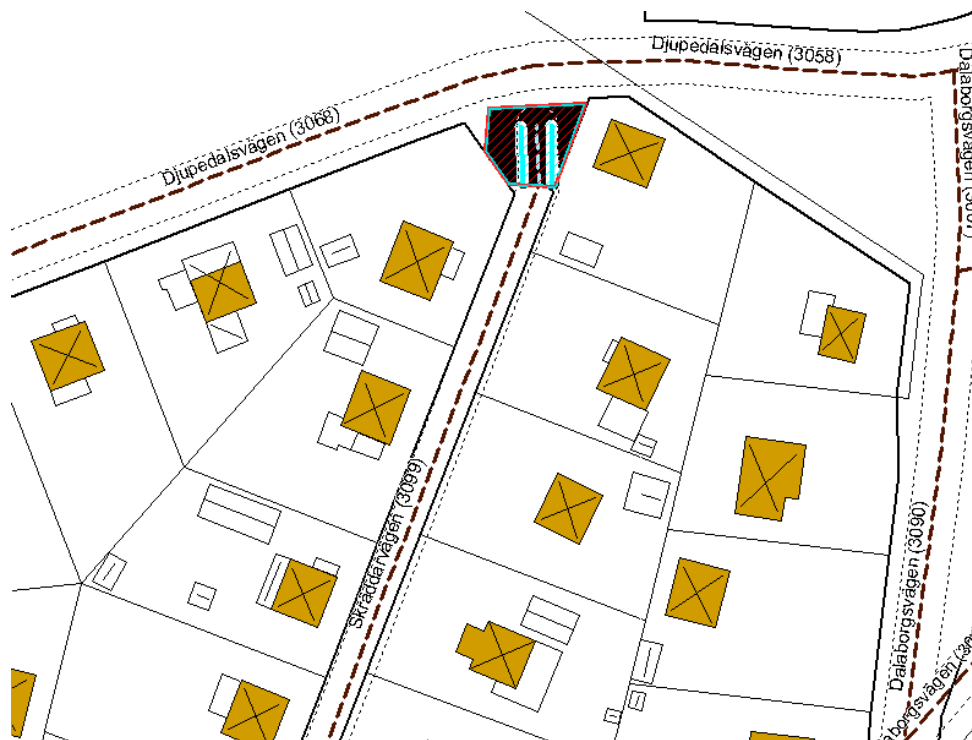 Djupedalsvägen (3058)
Djupedalsvägen (3068)
Skräddarvägen (3099)
Dalaborgsvägen (3090)
Dalaborgsvägen